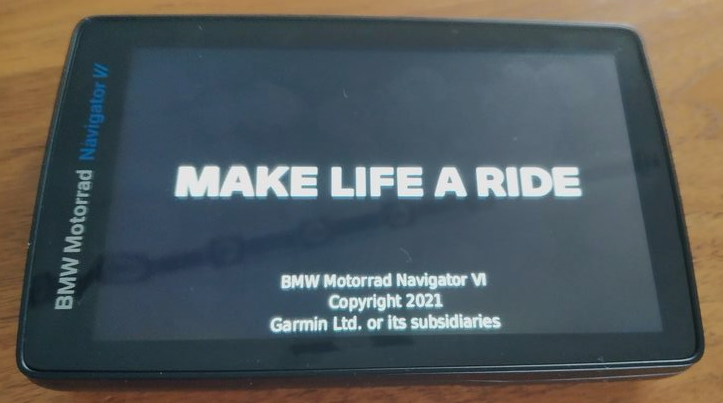 BMW Motorrad Navigator VI
MAKE LIFE A RIDE
BMW Motorrad Navigator VI
Copyright 2021
Garmin Ltd. or its subsidiaries